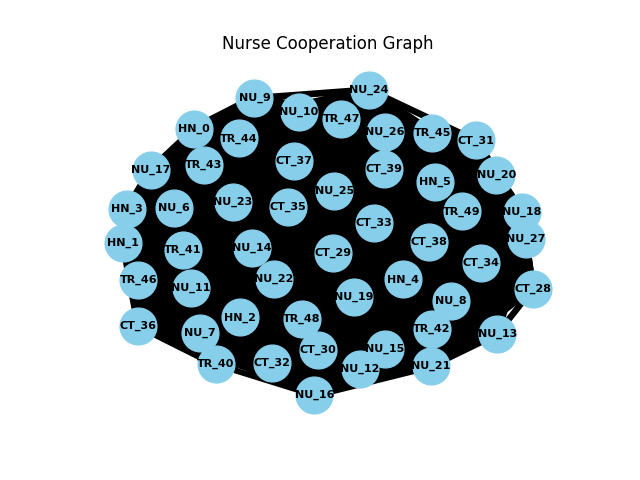 Nurse Cooperation Graph
NU_24
NU_9
NU_10
TR_47
HN_0
NU_26
TR_45
TR_44
CT_31
CT_37
TR_43
CT_39
NU_17
NU_20
HN_5
NU_25
NU_23
CT_35
HN_3
NU_6
TR_49
NU_18
CT_33
NU_27
CT_38
HN_1
NU_14
TR_41
CT_29
CT_34
TR_46
NU_22
HN_4
NU_11
CT_28
NU_19
NU_8
HN_2
TR_48
CT_36
TR_42
NU_7
NU_13
CT_30
NU_15
TR_40
CT_32
NU_21
NU_12
NU_16